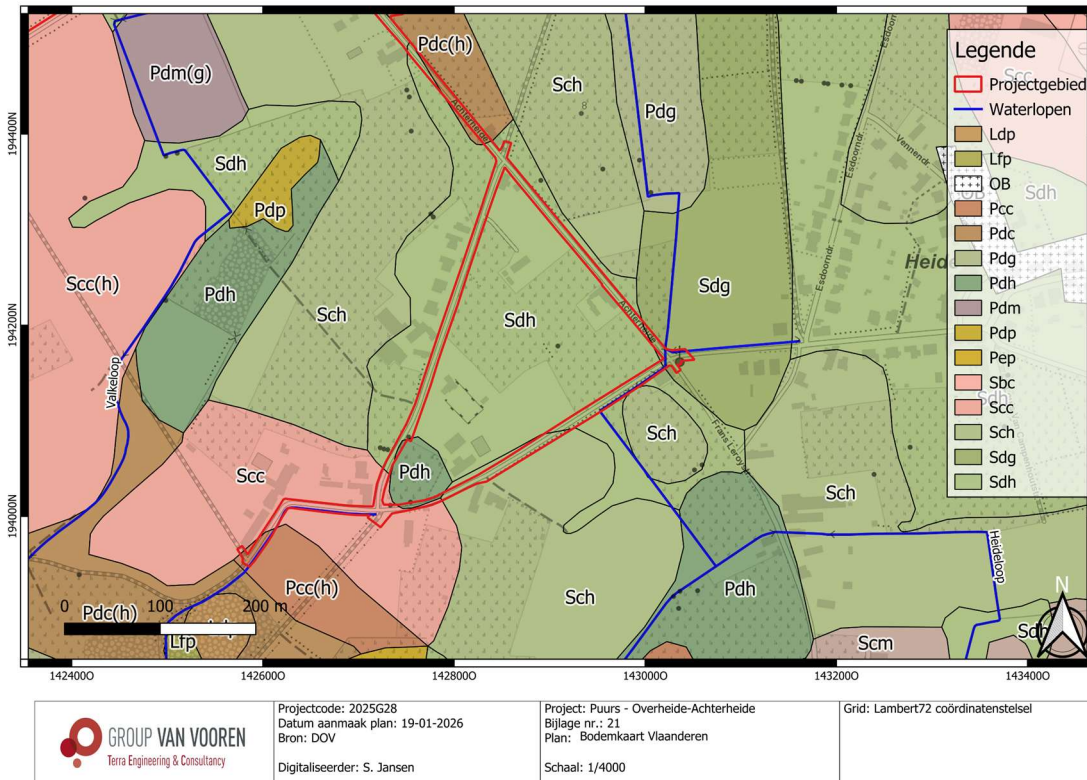 Pdc(h)
Sch
Pdm(g)
Pdg
Achterheide
Esdoorndr
Vennendr
Sdh
Pdp
Scc(h)
Pdh
Sch
Sdh
Sdg
Achterheide
Esdoorndr
Valkeloop
Scc
Pdh
Sch
Frans Leroy
Sch
Heideloop
Pcc(h)
Sch
Pdh
Pdc(h)
Lfp
Scm
Legende
Projectgebied
Waterlopen
Ldp
Lfp
OB
Pcc
Pdc
Pdg
Pdh
Pdm
Pdp
Pep
Sbc
Scc
Sch
Sdg
Sdh
Scc
Sdh
Sdh
N
0 100 200 m
194400N
194200N
194000N
142400O 142600O 142800O 143000O 143200O 143400O
GROUP VAN VOOREN
Terra Engineering & Consultancy
Projectcode: 2025G28
Datum aanmaak plan: 19-01-2026
Bron: DOV
Digitaliseerder: S. Jansen
Project: Puurs - Overheide-Achterheide
Bijlage nr.: 21
Plan: Bodemkaart Vlaanderen
Schaal: 1/4000
Grid: Lambert72 coördinatenstelsel